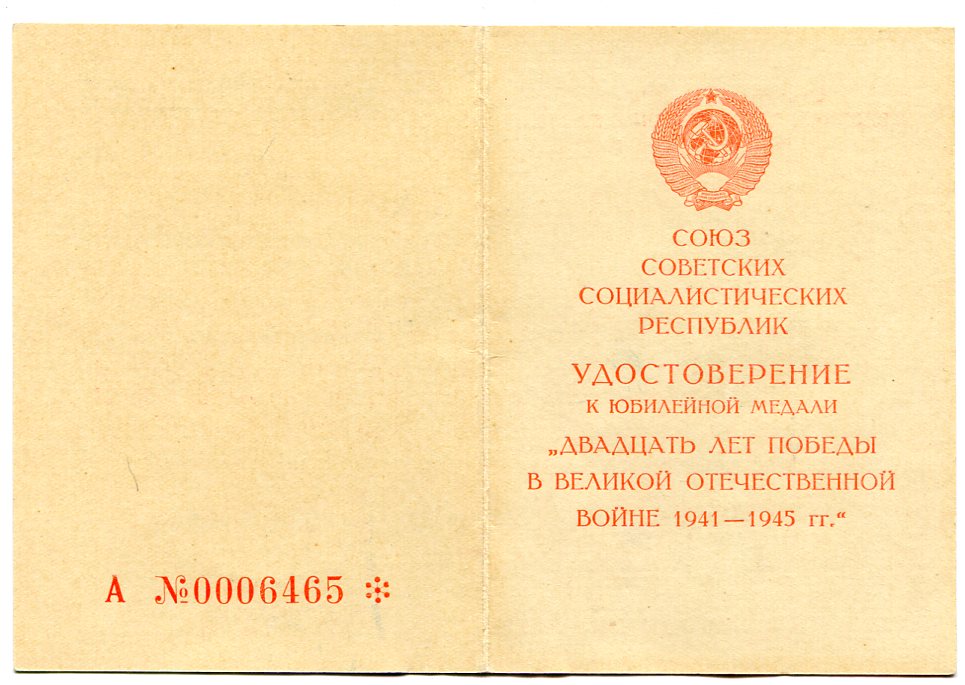 А №0006465
СОЮЗ
СОВЕТСКИХ
СОЦИАЛИСТИЧЕСКИХ
РЕСПУБЛИК
УДОСТОВЕРЕНИЕ
К ЮБИЛЕЙНОЙ МЕДАЛИ
„ДВАДЦАТЬ ЛЕТ ПОБЕДЫ
В ВЕЛИКОЙ ОТЕЧЕСТВЕННОЙ
ВОЙНЕ 1941—1945 гг.“